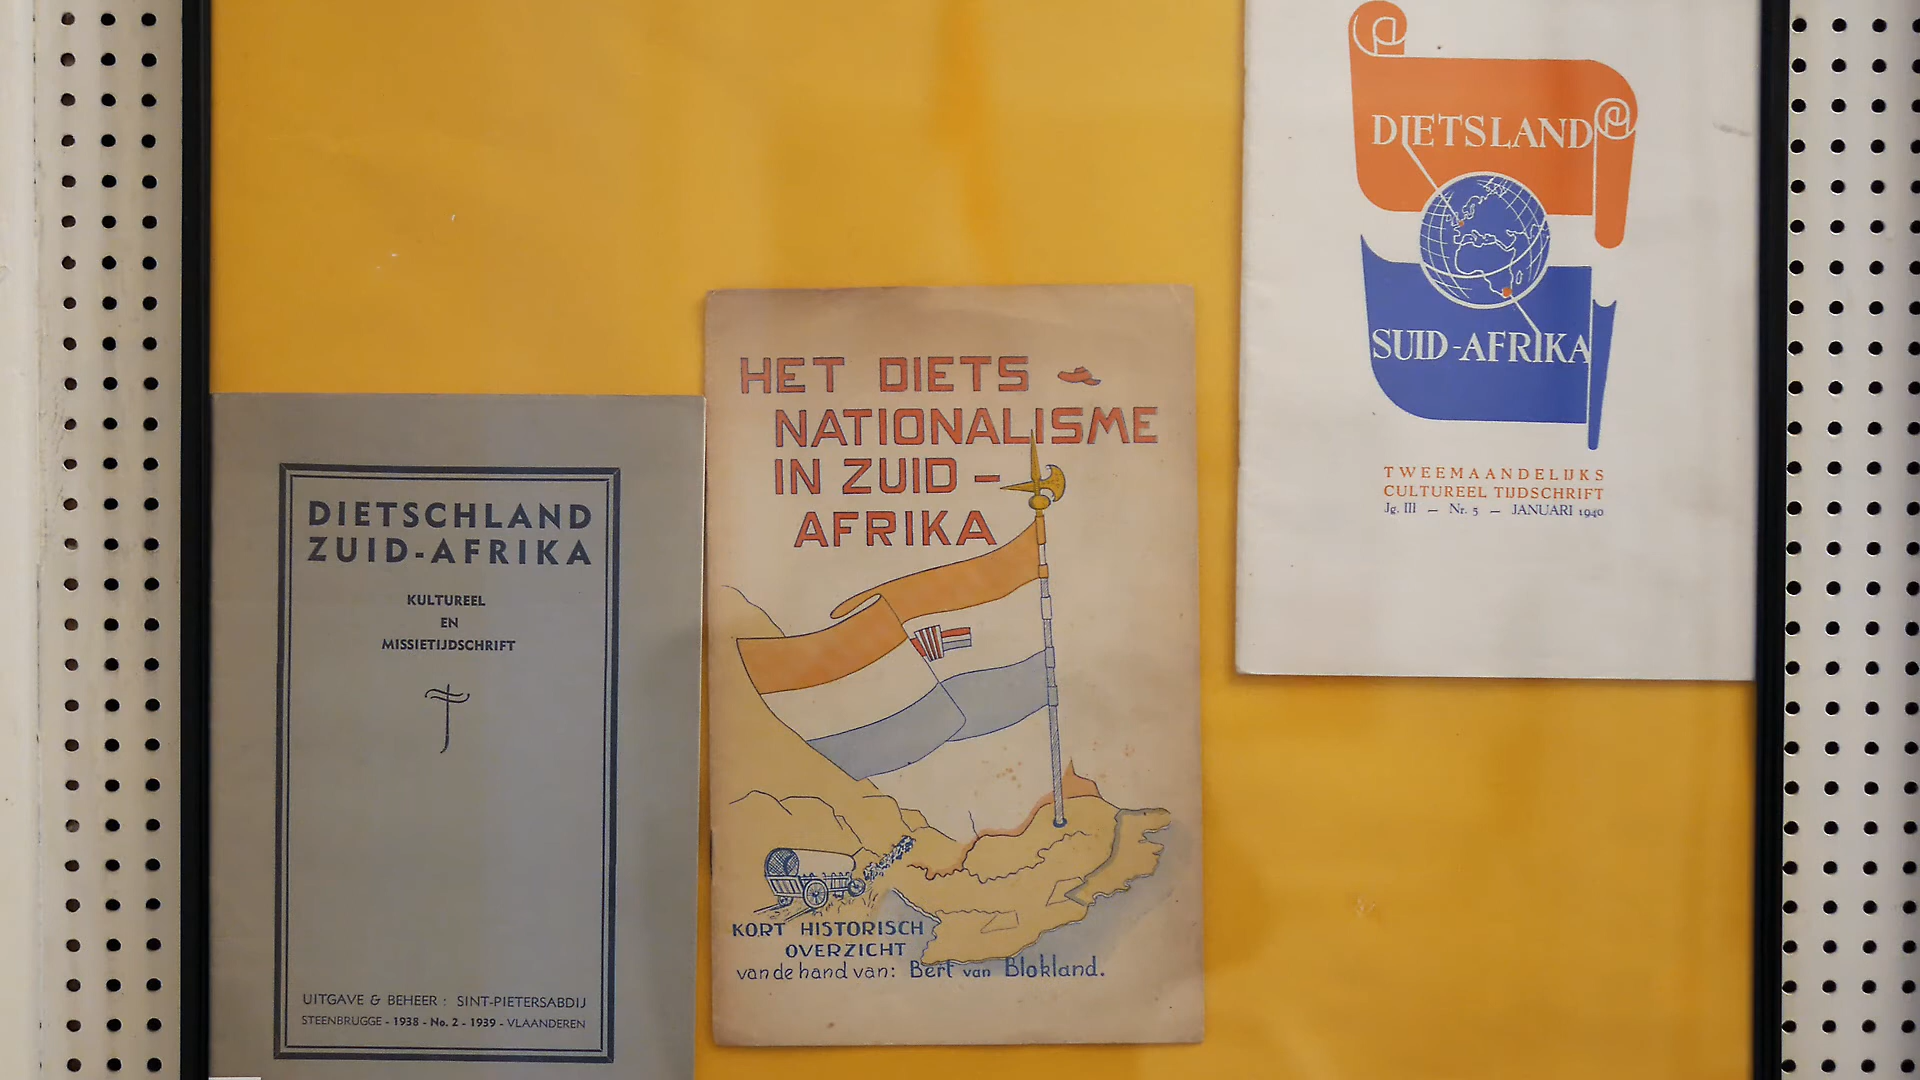 DIETSCHLAND
ZUID-AFRIKA
KULTUREEL
EN
MISSIETIJDSCHRIFT
UITGAVE & BEHEER : SINT-PIETERSABDIJ
STEENBRUGGE - 1938 - No. 2 - 1939 - VLAANDEREN
HET DIETS
NATIONALISME
IN ZUID -
AFRIKA
KORT HISTORISCH
OVERZICHT
van de hand van: Bert van Blokland.
DIETSLAND
SUID-AFRIKA
TWEEMAANDELIJKS
CULTUREEL TIJDSCHRIFT
Jg. III - Nr. 5 - JANUARI 1940